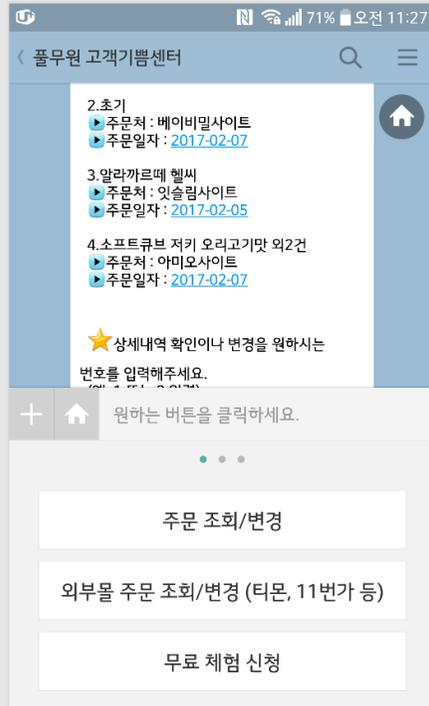 71% 오전 11:27
풀무원 고객기쁨센터
2.초기
주문처 : 베이비밀사이트
주문일자 : 2017-02-07
3.알라까르떼 헬씨
주문처 : 잇슬림사이트
주문일자 : 2017-02-05
4.소프트큐브 저키 오리고기맛 외2건
주문처 : 아미오사이트
주문일자 : 2017-02-07
상세내역 확인이나 변경을 원하시는
번호를 입력해주세요.
원하는 버튼을 클릭하세요.
주문 조회/변경
외부몰 주문 조회/변경 (티몬, 11번가 등)
무료 체험 신청